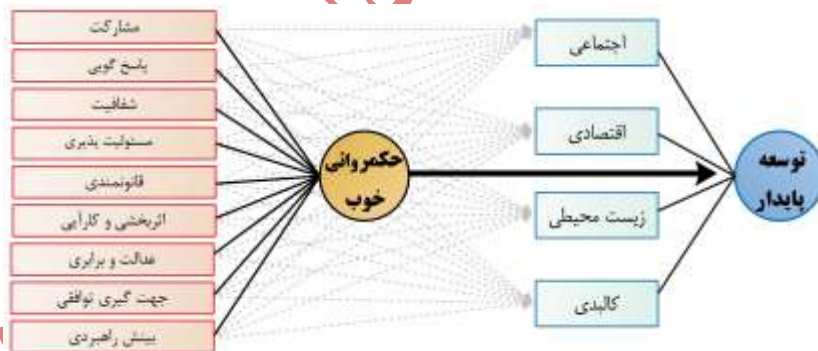 مشارکت
پاسخ گویی
شفافیت
مسئولیت پذیری
قانونمندی
اثربخشی و کارآیی
عدالت و برابری
جهت گیری توافقی
بینش راهبردی
حکمروائی
خوب
اجتماعی
اقتصادی
زیست محیطی
کالبدی
توسعه
پایدار